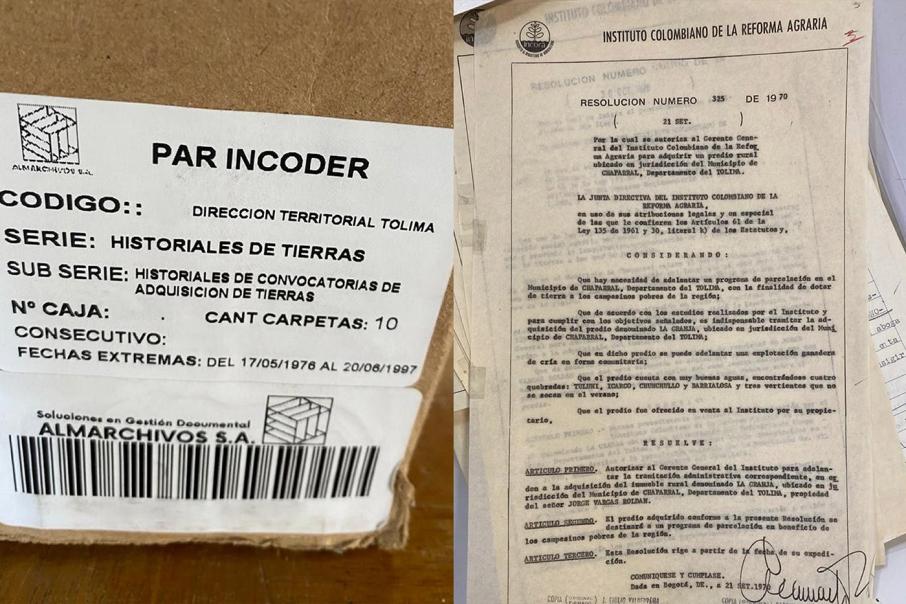 ALMARCHIVOS S.A.
PAR INCODER
CODIGO::
DIRECCION TERRITORIAL TOLIMA
SERIE: HISTORIALES DE TIERRAS
SUB SERIE: HISTORIALES DE CONVOCATORIAS DE
ADQUISICION DE TIERRAS
Nº CAJA: . CANT CARPETAS: 10
CONSECUTIVO:
FECHAS EXTREMAS: DEL 17/05/1976 AL 20/06/1997
Soluciones en Gestión Documental
ALMARCHIVOS S.A.
incora
INSTITUTO COLOMBIANO DE LA REFORMA AGRARIA
RESOLUCION NUMERO 325 DE 1970
( 21 SET. )
Por la cual se autoriza al Gerente Gene-
ral del Instituto Colombiano de la Refor
ma Agraria para adquirir un predio rural
ubicado en jurisdicción del Municipio de
CHAPARRAL, Departamento del TOLIMA.
LA JUNTA DIRECTIVA DEL INSTITUTO COLOMBIANO DE LA
REFORMA AGRARIA,
en uso de sus atribuciones legales y en especial
de las que le confieren los Artículos 61 de la
Ley 135 de 1961 y 30, literal k) de los Estatutos y,
CONSIDERANDO:
Que hay necesidad de adelantar un programa de parcelación en el
Municipio de CHAPARRAL, Departamento del TOLIMA, con la finalidad de dotar
de tierra a los campesinos pobres de la región;
Que de acuerdo con los estudios realizados por el Instituto y
para cumplir con los objetivos señalados, es indispensable tramitar la ad-
quisición del predio denominado LA GRANJA, ubicado en jurisdicción del Muni
cipio de CHAPARRAL, Departamento del TOLIMA;
Que en dicho predio se puede adelantar una explotación ganadera
de cría en forma comunitaria;
Que el predio cuenta con muy buenas aguas, encontrándose cuatro
quebradas: TULUNI, ICARCO, CHUNCHULLO y BARRIALOSA y tres vertientes que no
se secan en el verano;
Que el predio fue ofrecido en venta al Instituto por su propie-
tario,
RESUELVE:
ARTICULO PRIMERO. Autorizar al Gerente General del Instituto para adelan-
tar la tramitación administrativa correspondiente, en or
den a la adquisición del inmueble rural denominado LA GRANJA, ubicado en ju
risdicción del Municipio de CHAPARRAL, Departamento del TOLIMA, propiedad
del señor JORGE VARGAS ROLDAN.
ARTICULO SEGUNDO. El predio adquirido conforme a la presente Resolución se
destinará a un programa de parcelación en beneficio de
los campesinos pobres de la región.
ARTICULO TERCERO. Esta Resolución rige a partir de la fecha de su expedi-
ción.
COMUNIQUESE Y CUMPLASE.
Dada en Bogotá, DE., a 21 SET.1970